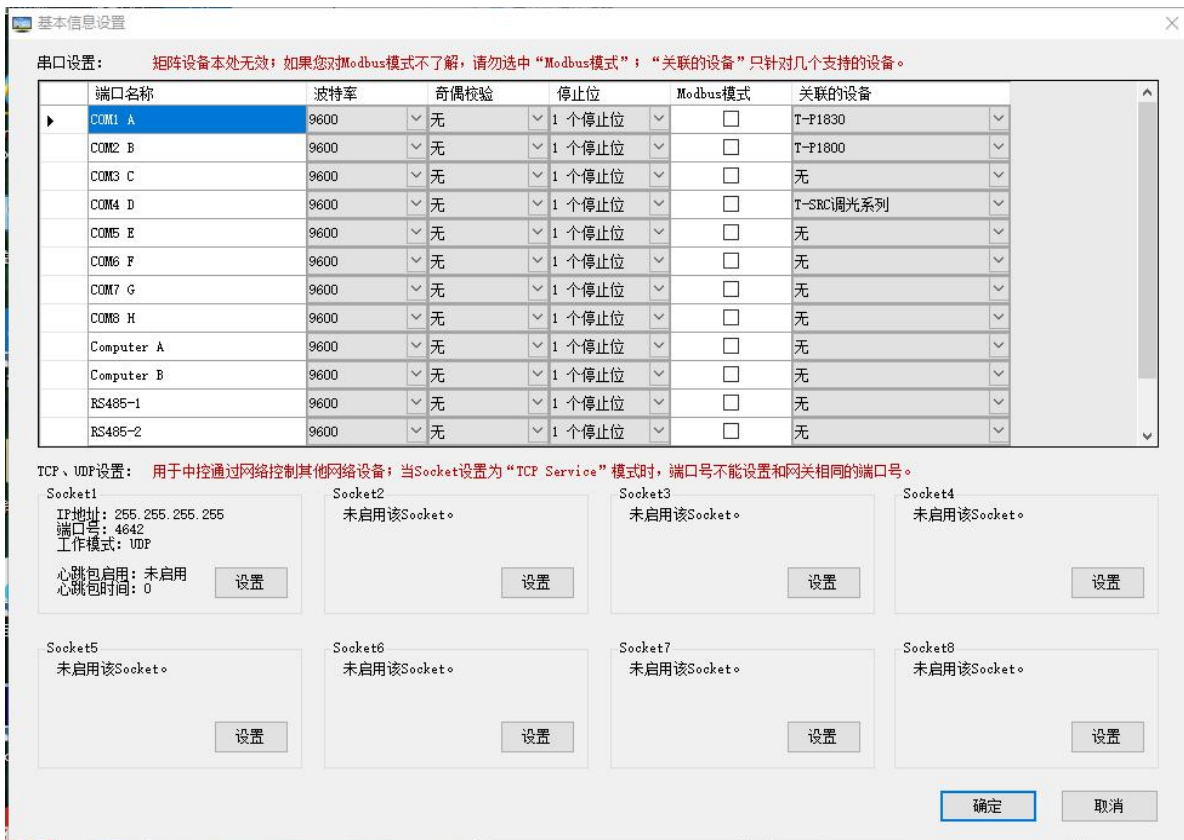 基本信息设置
串口设置： 矩阵设备本处无效；如果您对Modbus模式不了解，请勿选中“Modbus模式”；“关联的设备”只针对几个支持的设备。
端口名称 波特率 奇偶校验 停止位 Modbus模式 关联的设备
COM1 A 9600 无 1 个停止位 T-P1830
COM2 B 9600 无 1 个停止位 T-P1800
COM3 C 9600 无 1 个停止位 无
COM4 D 9600 无 1 个停止位 T-SRC调光系列
COM5 E 9600 无 1 个停止位 无
COM6 F 9600 无 1 个停止位 无
COM7 G 9600 无 1 个停止位 无
COM8 H 9600 无 1 个停止位 无
Computer A 9600 无 1 个停止位 无
Computer B 9600 无 1 个停止位 无
RS485-1 9600 无 1 个停止位 无
RS485-2 9600 无 1 个停止位 无
TCP、UDP设置： 用于中控通过网络控制其他网络设备；当Socket设置为“TCP Service”模式时，端口号不能设置和网关相同的端口号。
Socket1 Socket2 Socket3 Socket4
IP地址：255.255.255.255 未启用该Socket。 未启用该Socket。 未启用该Socket。
端口号：4642
工作模式：UDP
心跳包启用：未启用
心跳包时间：0
设置 设置 设置 设置
Socket5 Socket6 Socket7 Socket8
未启用该Socket。 未启用该Socket。 未启用该Socket。 未启用该Socket。
设置 设置 设置 设置
确定 取消